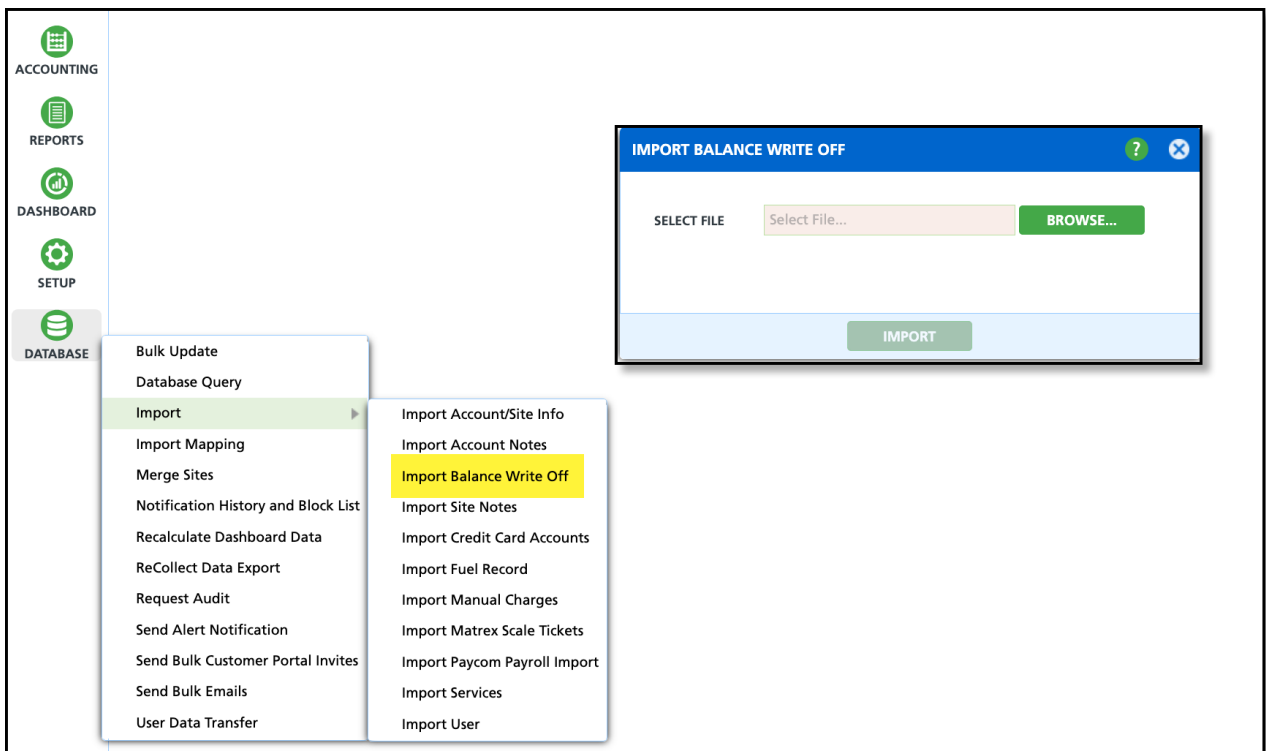 ACCOUNTING
REPORTS
DASHBOARD
SETUP
DATABASE
Bulk Update
Database Query
Import
Import Mapping
Merge Sites
Notification History and Block List
Recalculate Dashboard Data
ReCollect Data Export
Request Audit
Send Alert Notification
Send Bulk Customer Portal Invites
Send Bulk Emails
User Data Transfer
Import Account/Site Info
Import Account Notes
Import Balance Write Off
Import Site Notes
Import Credit Card Accounts
Import Fuel Record
Import Manual Charges
Import Matrex Scale Tickets
Import Paycom Payroll Import
Import Services
Import User
IMPORT BALANCE WRITE OFF ?
SELECT FILE Select File... BROWSE...
IMPORT